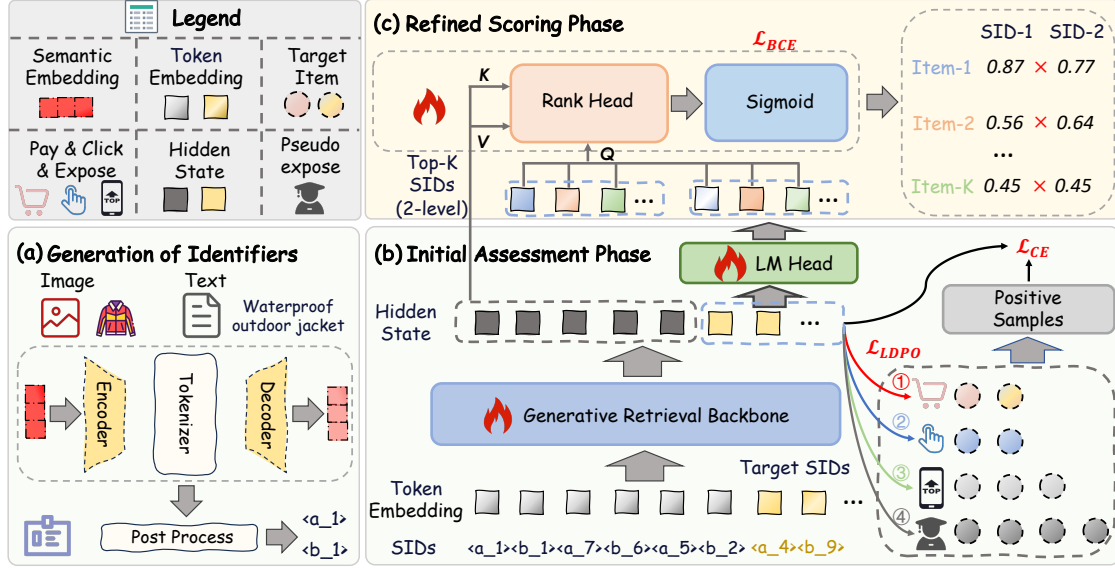 Legend
Semantic
Embedding
Token
Embedding
Target
Item
Pay & Click
& Expose
TOP
Hidden
State
Pseudo
expose
(a) Generation of Identifiers
Image
Text
Waterproof
outdoor jacket
Encoder
Tokenizer
Decoder
Post Process
<a_1>
<b_1>
(c) Refined Scoring Phase
ℒ_BCE
K
V
Q
Rank Head
Sigmoid
Top-K
SIDs
(2-level)
...
...
SID-1 SID-2
Item-1 0.87 × 0.77
Item-2 0.56 × 0.64
...
Item-K 0.45 × 0.45
(b) Initial Assessment Phase
LM Head
ℒ_CE
Hidden
State
...
Positive
Samples
ℒ_LDPO
Generative Retrieval Backbone
①
②
③
TOP
④
Target SIDs
Token
Embedding
...
SIDs <a_1><b_1><a_7><b_6><a_5><b_2><a_4><b_9>